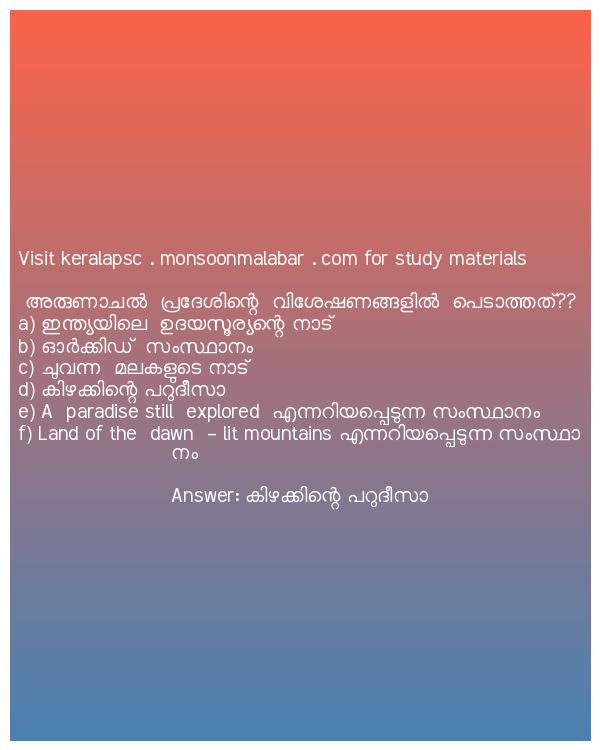 Visit keralapsc . monsoonmalabar . com for study materials
അരുണാചൽ പ്രദേശിന്റെ വിശേഷണങ്ങളിൽ പെടാത്തത്??
a) ഇന്ത്യയിലെ ഉദയസൂര്യന്റെ നാട്
b) ഓർക്കിഡ് സംസ്ഥാനം
c) ചുവന്ന മലകളുടെ നാട്
d) കിഴക്കിന്റെ പറുദീസാ
e) A paradise still explored എന്നറിയപ്പെടുന്ന സംസ്ഥാനം
f) Land of the dawn – lit mountains എന്നറിയപ്പെടുന്ന സംസ്ഥാ
നം
Answer: കിഴക്കിന്റെ പറുദീസാ